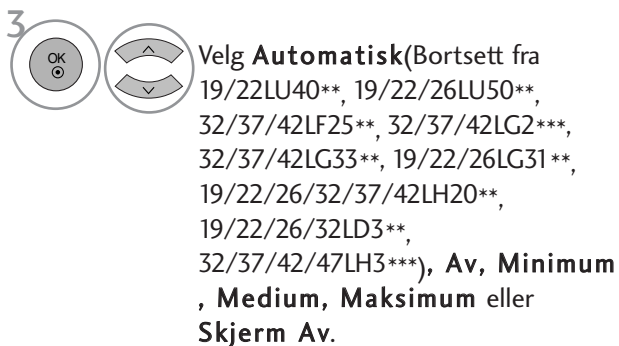 3
OK
Velg Automatisk(Bortsett fra
19/22LU40**, 19/22/26LU50**,
32/37/42LF25**, 32/37/42LG2***,
32/37/42LG33**, 19/22/26LG31**,
19/22/26/32/37/42LH20**,
19/22/26/32LD3**,
32/37/42/47LH3***), Av, Minimum
, Medium, Maksimum eller
Skjerm Av.